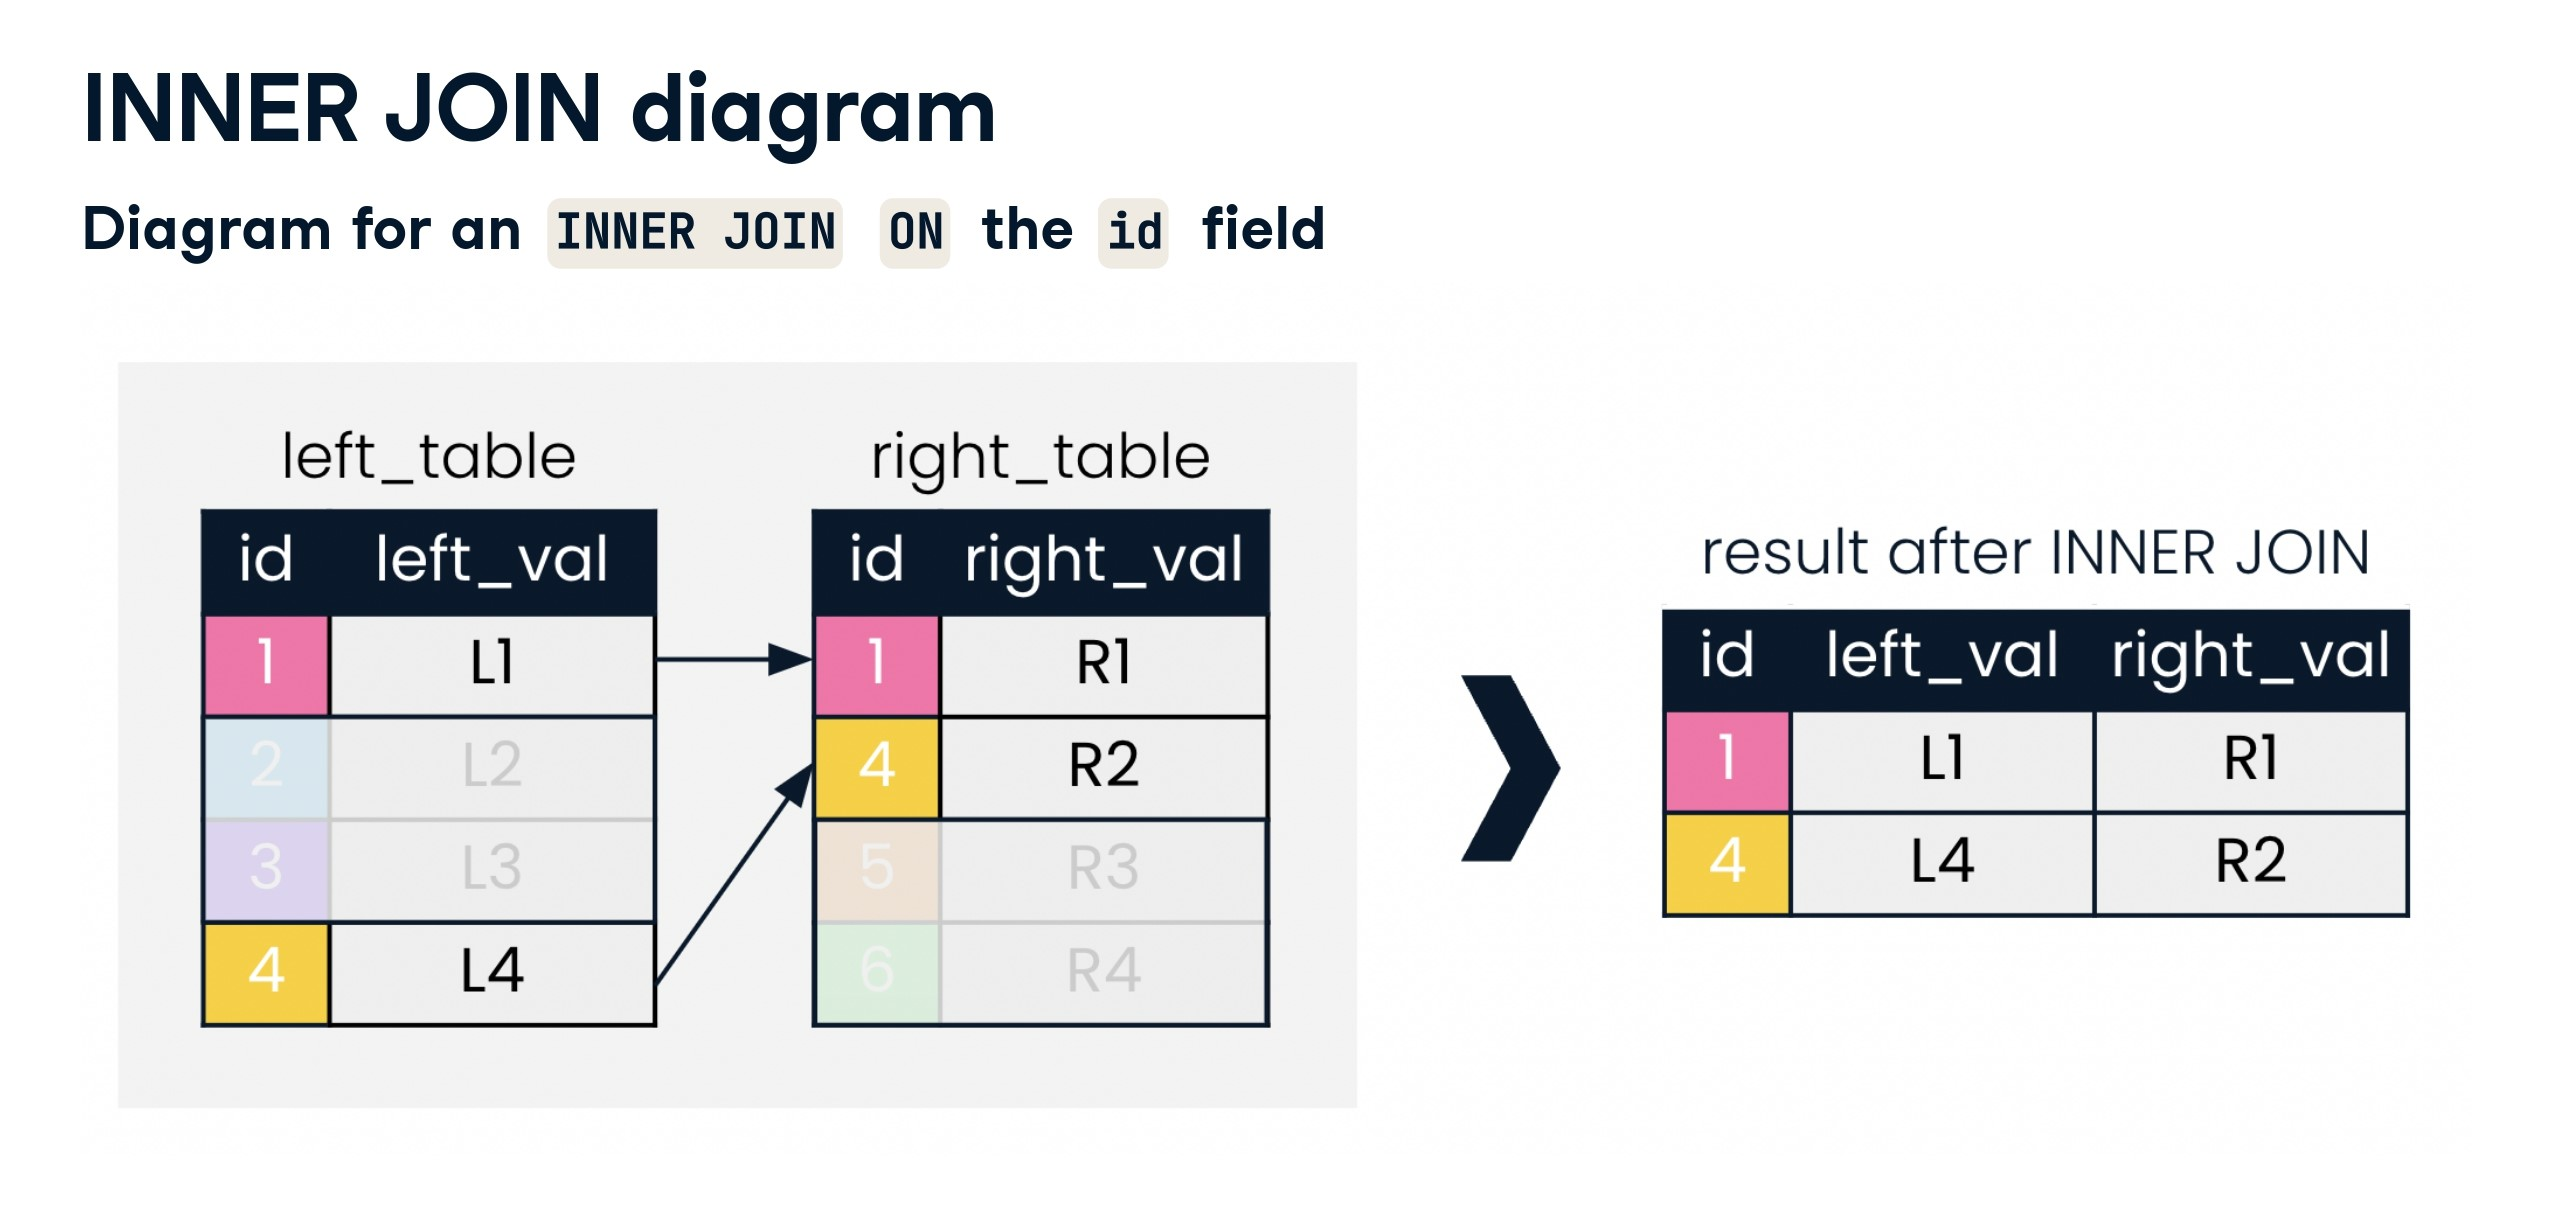 INNER JOIN diagram
Diagram for an INNER JOIN ON the id field
left_table
id left_val
1 L1
2 L2
3 L3
4 L4
right_table
id right_val
1 R1
4 R2
5 R3
6 R4
result after INNER JOIN
id left_val right_val
1 L1 R1
4 L4 R2